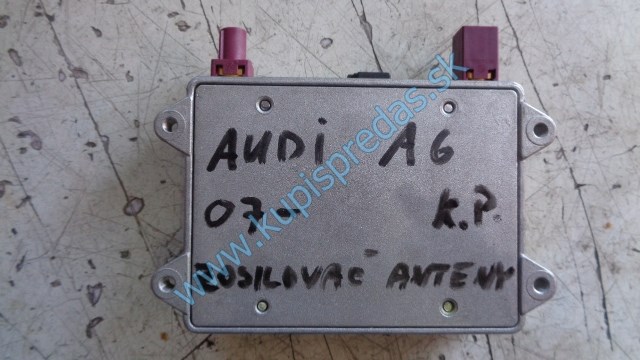 AUDi A6
07- K.P.
ZOSILOVAČ ANTENY
www.kupispredas.sk